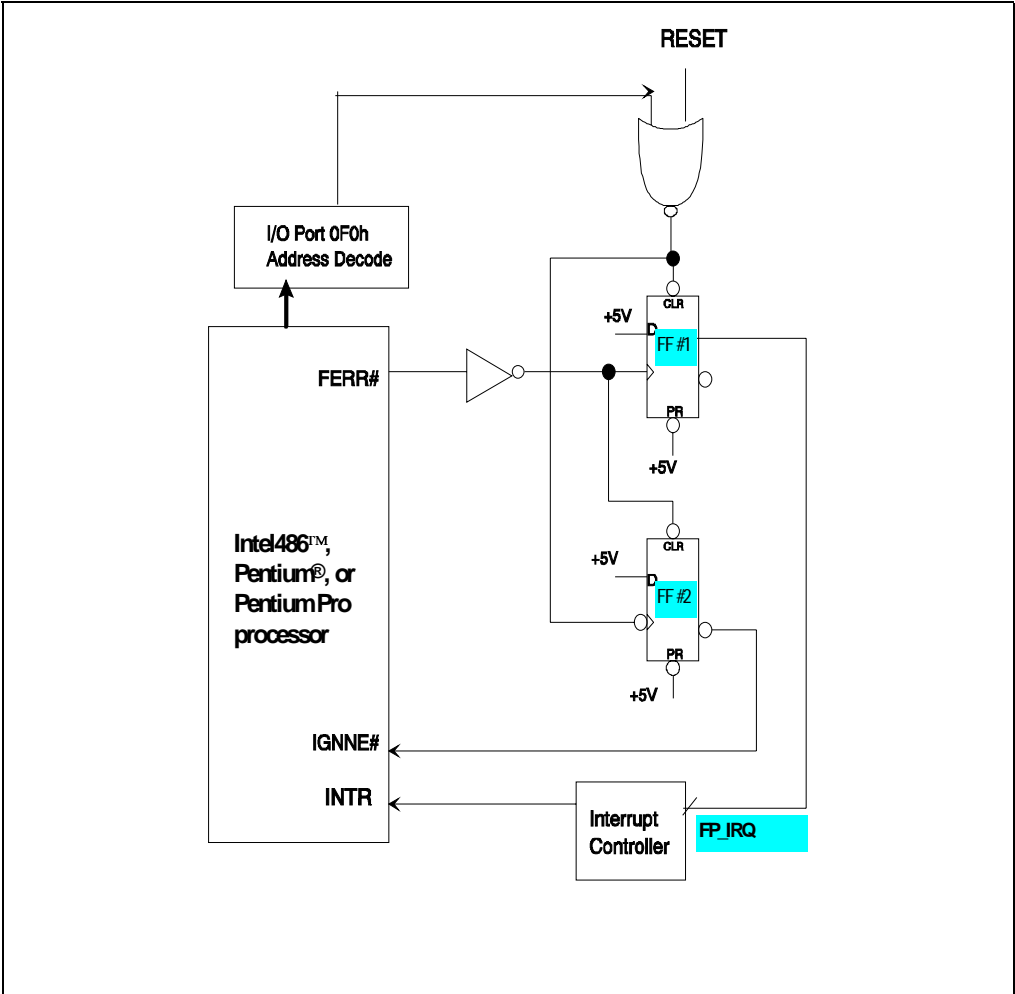 RESET
I/O Port 0F0h
Address Decode
CLR
+5V
D
FF #1
FERR#
PR
+5V
CLR
+5V
D
FF #2
Intel486™,
Pentium®, or
Pentium Pro
processor
PR
+5V
IGNNE#
INTR
Interrupt
Controller
FP_IRQ